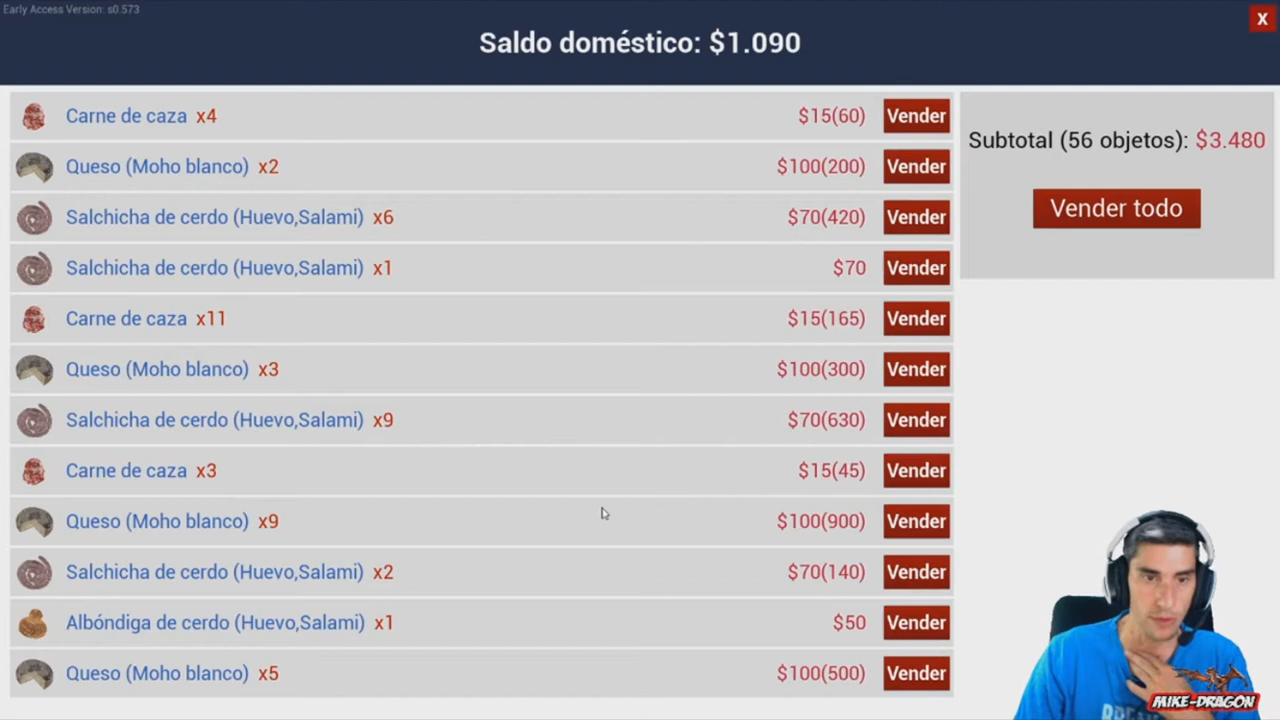 Early Access Version: s0.573
X
Saldo doméstico: $1.090
Carne de caza x4 $15(60) Vender
Queso (Moho blanco) x2 $100(200) Vender
Salchicha de cerdo (Huevo,Salami) x6 $70(420) Vender
Salchicha de cerdo (Huevo,Salami) x1 $70 Vender
Carne de caza x11 $15(165) Vender
Queso (Moho blanco) x3 $100(300) Vender
Salchicha de cerdo (Huevo,Salami) x9 $70(630) Vender
Carne de caza x3 $15(45) Vender
Queso (Moho blanco) x9 $100(900) Vender
Salchicha de cerdo (Huevo,Salami) x2 $70(140) Vender
Albóndiga de cerdo (Huevo,Salami) x1 $50 Vender
Queso (Moho blanco) x5 $100(500) Vender
Subtotal (56 objetos): $3.480
Vender todo
MIKE-DRAGON